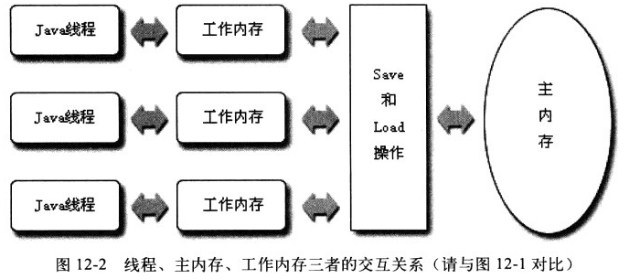 Java线程
工作内存
Java线程
工作内存
Java线程
工作内存
Save
和
Load
操作
主
内
存
图 12-2 线程、主内存、工作内存三者的交互关系（请与图 12-1 对比）